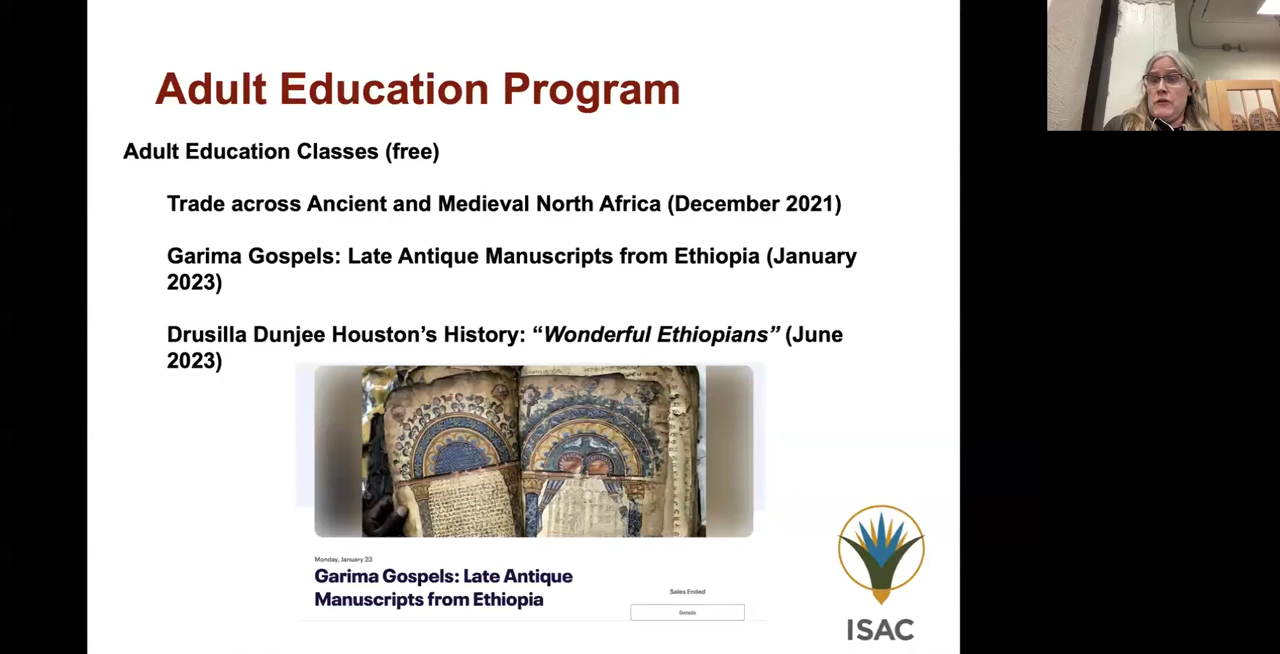 Adult Education Program
Adult Education Classes (free)
Trade across Ancient and Medieval North Africa (December 2021)
Garima Gospels: Late Antique Manuscripts from Ethiopia (January
2023)
Drusilla Dunjee Houston’s History: “Wonderful Ethiopians” (June
2023)
Monday, January 23
Garima Gospels: Late Antique
Manuscripts from Ethiopia
Sales Ended
Details
ISAC